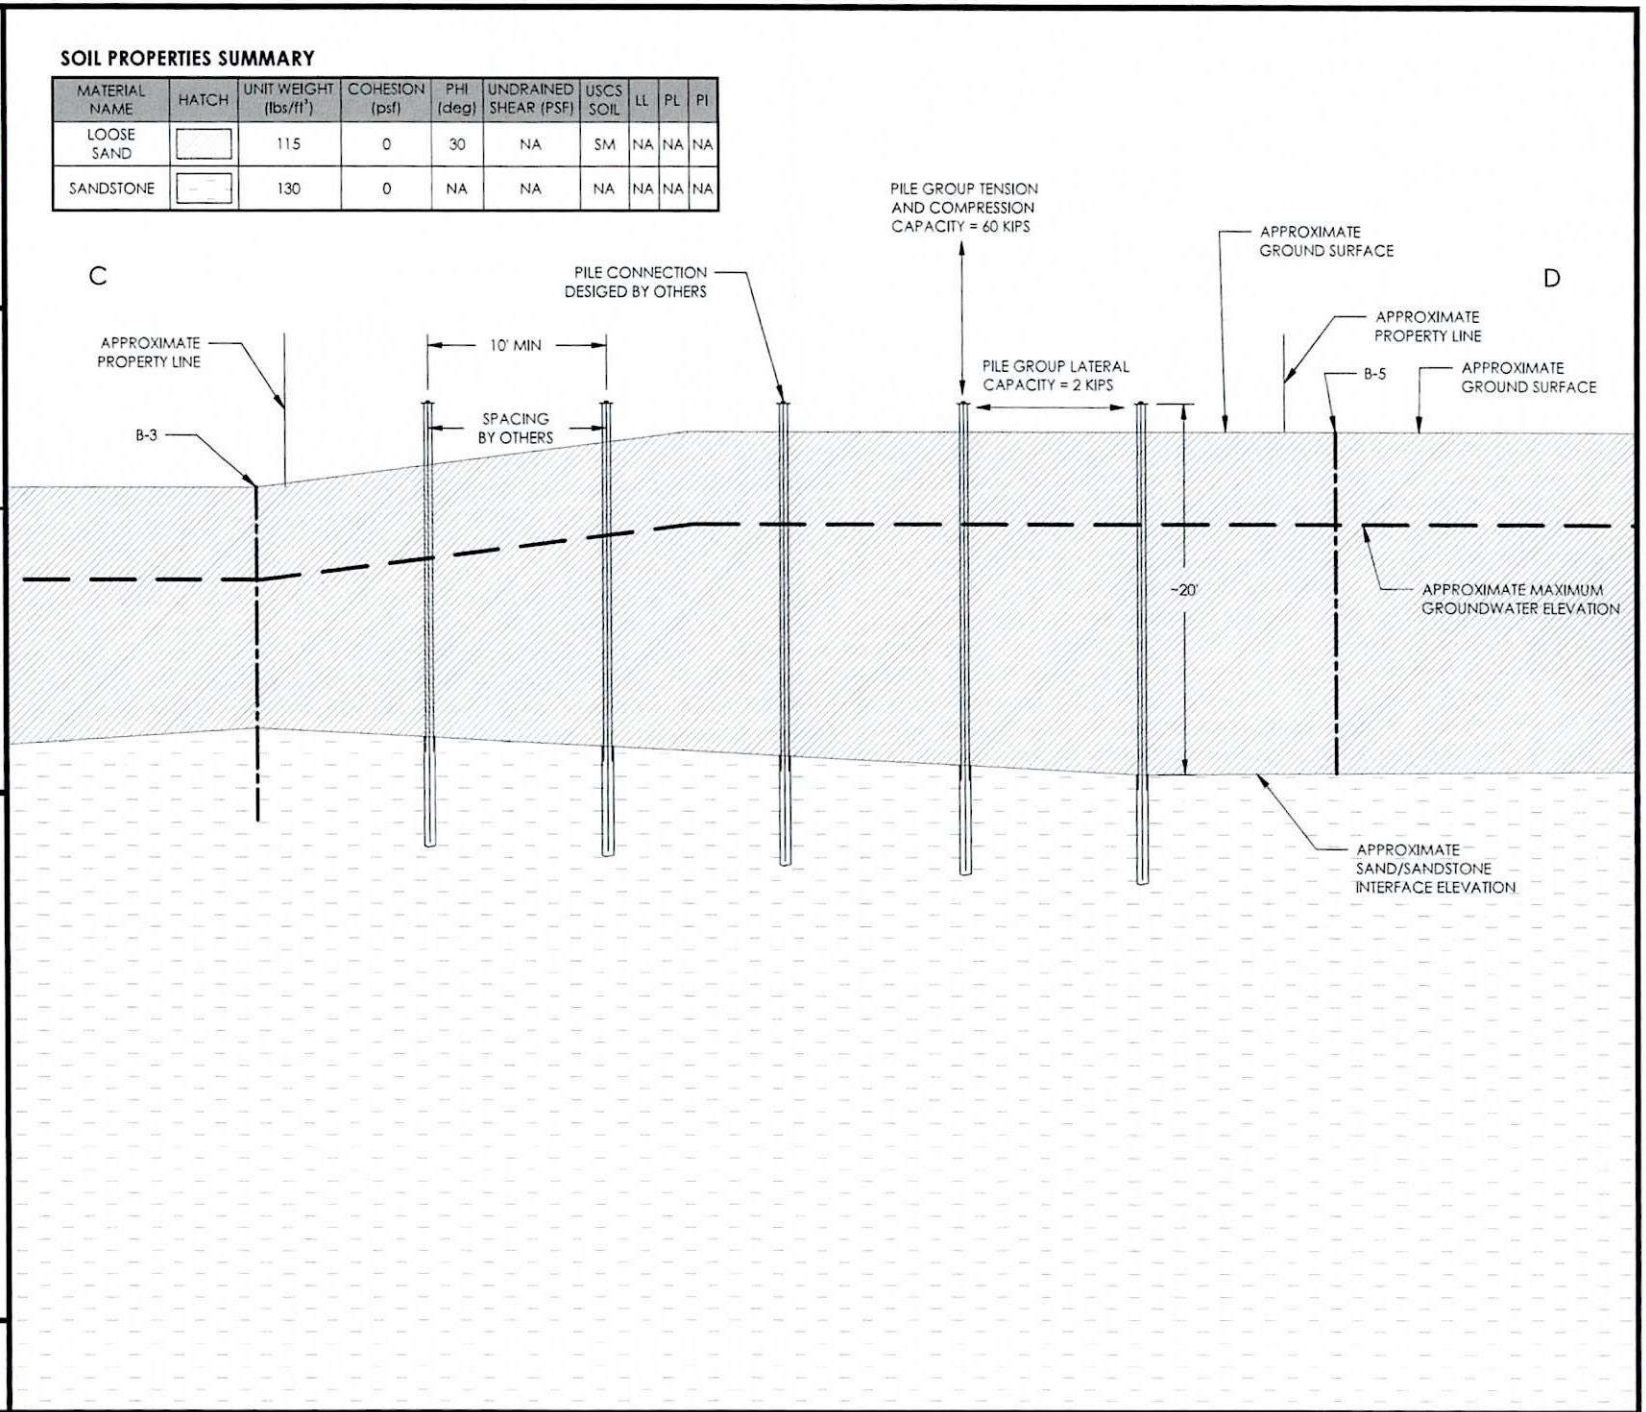 SOIL PROPERTIES SUMMARY
MATERIAL NAME HATCH UNIT WEIGHT (lbs/ft³) COHESION (psf) PHI (deg) UNDRAINED SHEAR (PSF) USCS SOIL LL PL PI
LOOSE SAND 115 0 30 NA SM NA NA NA
SANDSTONE 130 0 NA NA NA NA NA NA
PILE GROUP TENSION
AND COMPRESSION
CAPACITY = 60 KIPS
APPROXIMATE
GROUND SURFACE
C
PILE CONNECTION
DESIGED BY OTHERS
D
APPROXIMATE
PROPERTY LINE
10' MIN
APPROXIMATE
PROPERTY LINE
PILE GROUP LATERAL
CAPACITY = 2 KIPS
B-5
APPROXIMATE
GROUND SURFACE
B-3
SPACING
BY OTHERS
~20'
APPROXIMATE MAXIMUM
GROUNDWATER ELEVATION
APPROXIMATE
SAND/SANDSTONE
INTERFACE ELEVATION